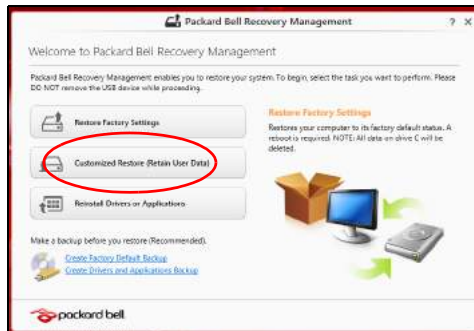 Packard Bell Recovery Management
? X
Welcome to Packard Bell Recovery Management
Packard Bell Recovery Management enables you to restore your system. To begin, select the task you want to perform. Please
DO NOT remove the USB device while proceeding.
Restore Factory Settings
Customized Restore (Retain User Data)
Reinstall Drivers or Applications
Restore Factory Settings
Restores your computer to its factory default status. A
reboot is required. NOTE: All data on drive C will be
deleted.
Make a backup before you restore (Recommended).
Create Factory Default Backup
Create Drivers and Applications Backup
packard bell